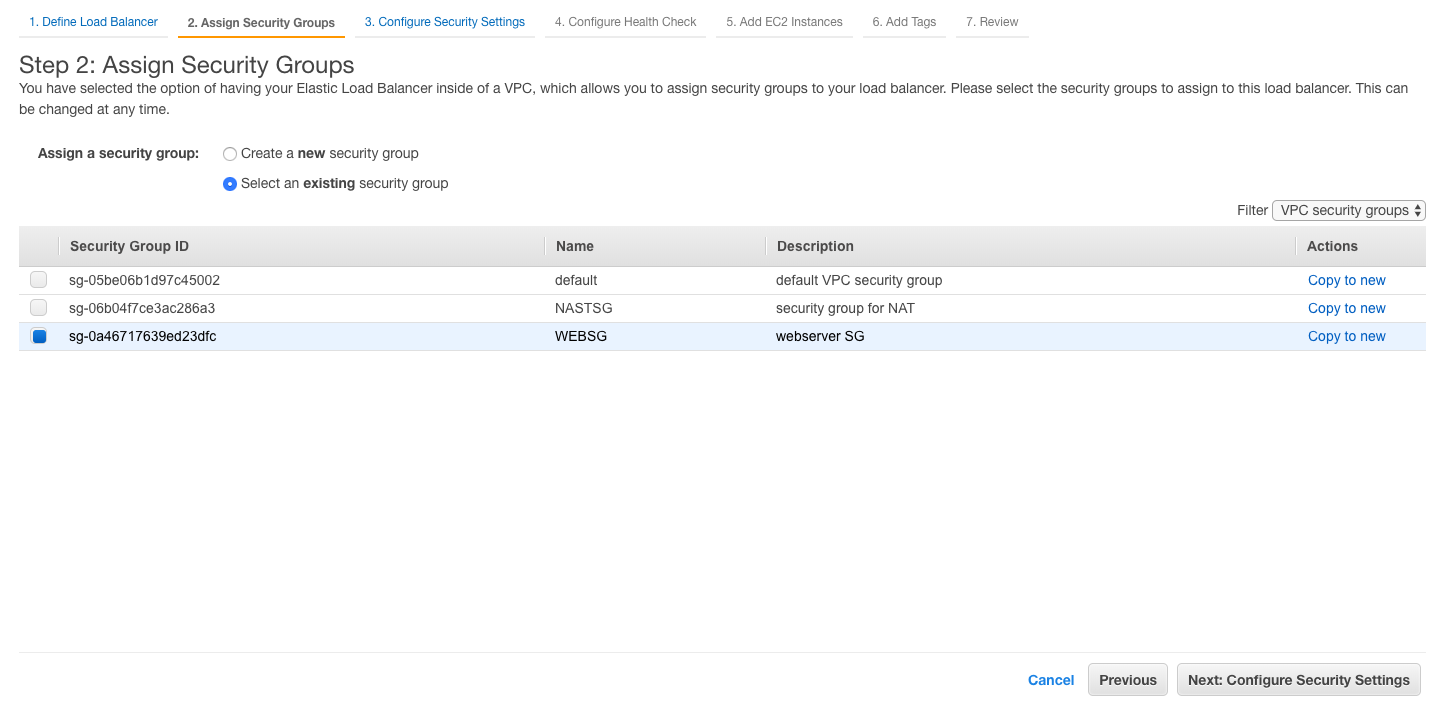 1. Define Load Balancer 2. Assign Security Groups 3. Configure Security Settings 4. Configure Health Check 5. Add EC2 Instances 6. Add Tags 7. Review
Step 2: Assign Security Groups
You have selected the option of having your Elastic Load Balancer inside of a VPC, which allows you to assign security groups to your load balancer. Please select the security groups to assign to this load balancer. This can
be changed at any time.
Assign a security group: Create a new security group
Select an existing security group
Filter VPC security groups
Security Group ID Name Description Actions
sg-05be06b1d97c45002 default default VPC security group Copy to new
sg-06b04f7ce3ac286a3 NASTSG security group for NAT Copy to new
sg-0a46717639ed23dfc WEBSG webserver SG Copy to new
Cancel Previous Next: Configure Security Settings